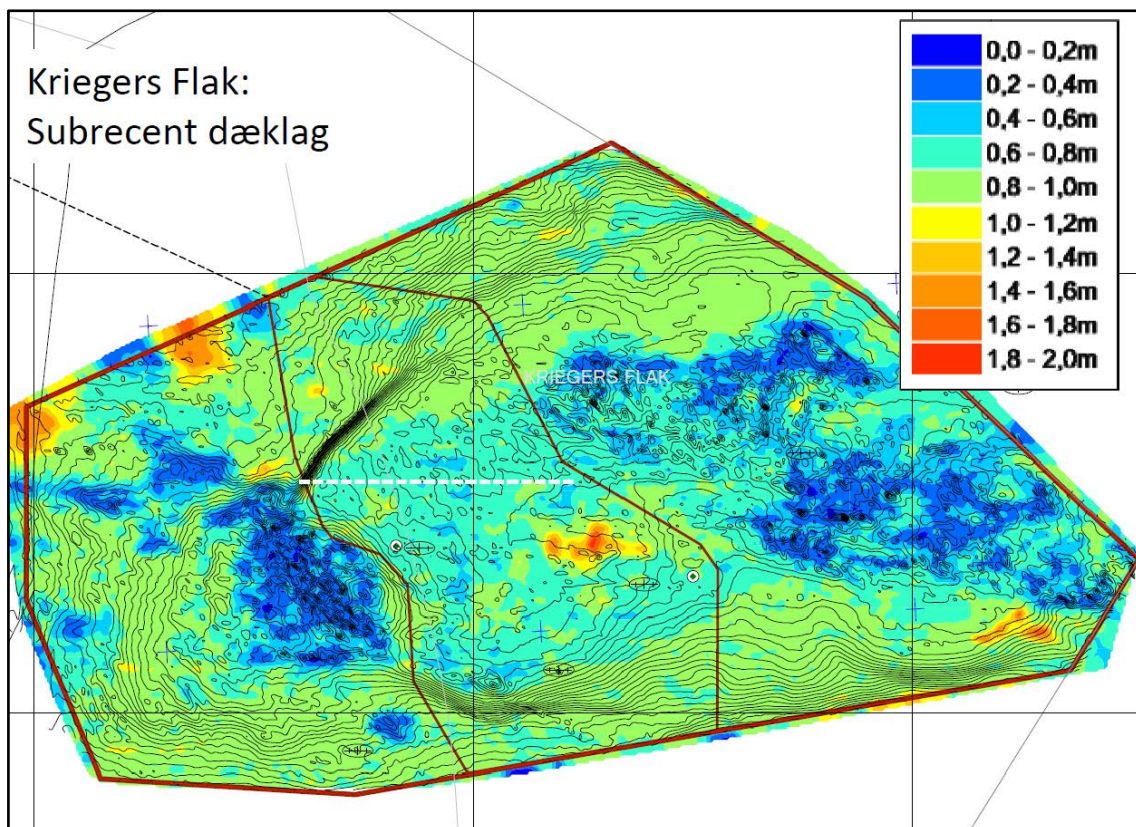 Kriegers Flak:
Subrecent dæklag
0,0 - 0,2m
0,2 - 0,4m
0,4 - 0,6m
0,6 - 0,8m
0,8 - 1,0m
1,0 - 1,2m
1,2 - 1,4m
1,4 - 1,6m
1,6 - 1,8m
1,8 - 2,0m
KRIEGERS FLAK